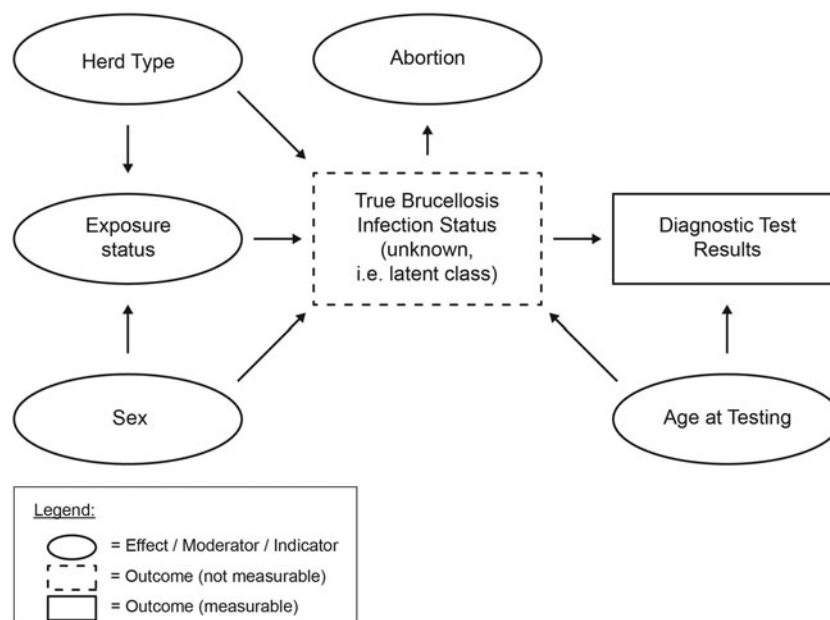 Herd Type
Abortion
Exposure
status
True Brucellosis
Infection Status
(unknown,
i.e. latent class)
Diagnostic Test
Results
Sex
Age at Testing
Legend:
= Effect / Moderator / Indicator
= Outcome (not measurable)
= Outcome (measurable)